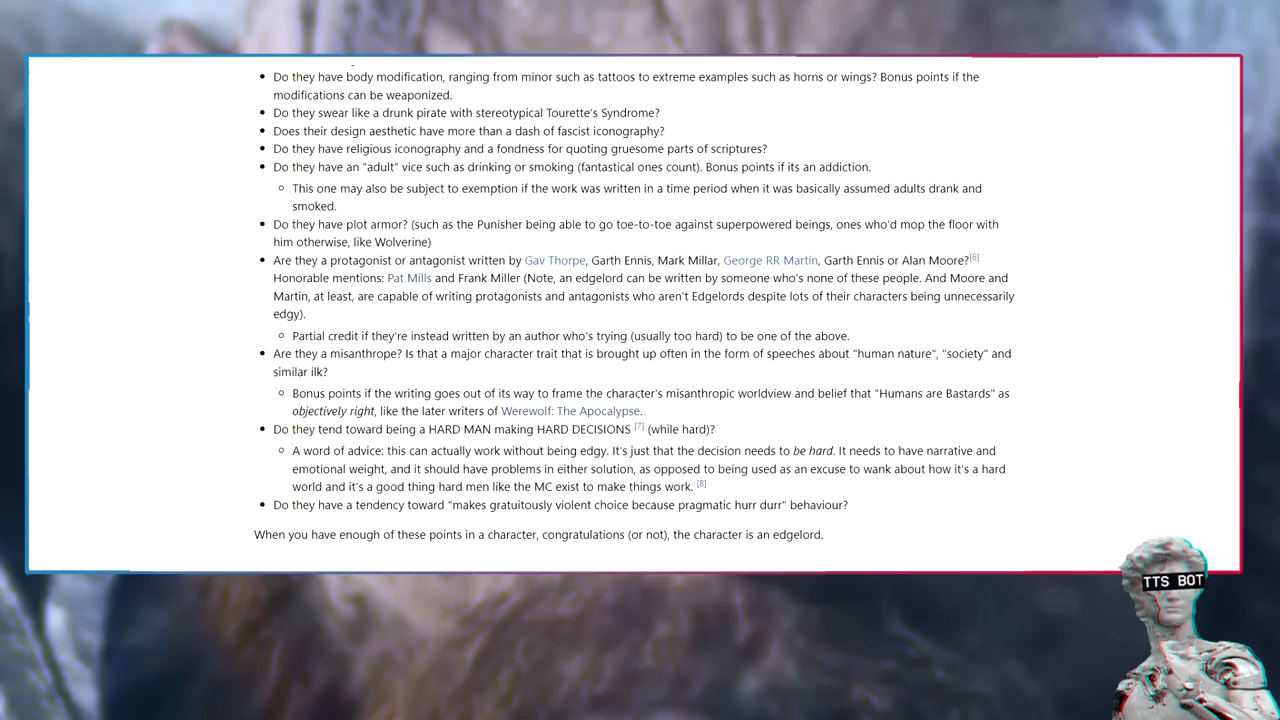 Do they have body modification, ranging from minor such as tattoos to extreme examples such as horns or wings? Bonus points if the
modifications can be weaponized.
Do they swear like a drunk pirate with stereotypical Tourette's Syndrome?
Does their design aesthetic have more than a dash of fascist iconography?
Do they have religious iconography and a fondness for quoting gruesome parts of scriptures?
Do they have an "adult" vice such as drinking or smoking (fantastical ones count). Bonus points if its an addiction.
This one may also be subject to exemption if the work was written in a time period when it was basically assumed adults drank and
smoked.
Do they have plot armor? (such as the Punisher being able to go toe-to-toe against superpowered beings, ones who'd mop the floor with
him otherwise, like Wolverine)
Are they a protagonist or antagonist written by Gav Thorpe, Garth Ennis, Mark Millar, George RR Martin, Garth Ennis or Alan Moore?[6]
Honorable mentions: Pat Mills and Frank Miller (Note, an edgelord can be written by someone who's none of these people. And Moore and
Martin, at least, are capable of writing protagonists and antagonists who aren't Edgelords despite lots of their characters being unnecessarily
edgy).
Partial credit if they're instead written by an author who's trying (usually too hard) to be one of the above.
Are they a misanthrope? Is that a major character trait that is brought up often in the form of speeches about "human nature", "society" and
similar ilk?
Bonus points if the writing goes out of its way to frame the character's misanthropic worldview and belief that "Humans are Bastards" as
objectively right, like the later writers of Werewolf: The Apocalypse.
Do they tend toward being a HARD MAN making HARD DECISIONS [7] (while hard)?
A word of advice: this can actually work without being edgy. It's just that the decision needs to be hard. It needs to have narrative and
emotional weight, and it should have problems in either solution, as opposed to being used as an excuse to wank about how it's a hard
world and it's a good thing hard men like the MC exist to make things work. [8]
Do they have a tendency toward "makes gratuitously violent choice because pragmatic hurr durr" behaviour?
When you have enough of these points in a character, congratulations (or not), the character is an edgelord.
TTS BOT